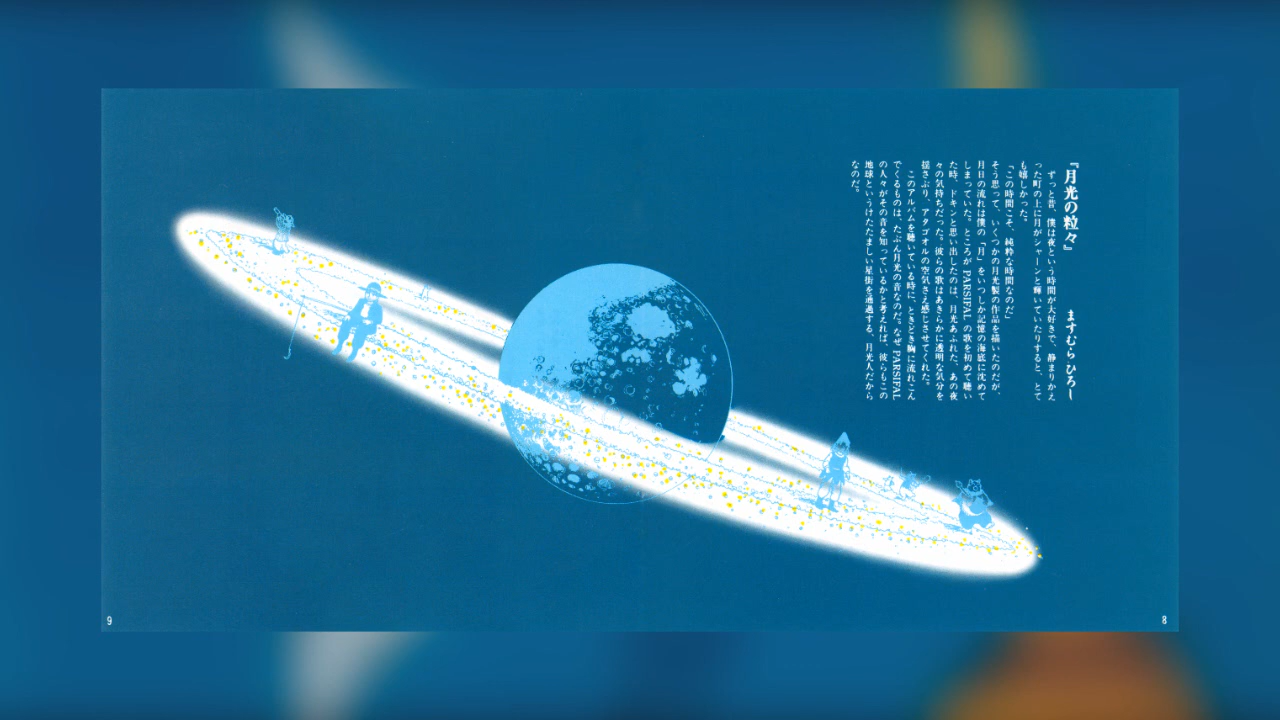 『月光の粒々』
ますむらひろし
ずっと昔、僕は夜という時間が大好きで、静まりかえ
った町の上に月がシャーンと輝いていたりすると、とて
も嬉しかった。
「この時間こそ、純粋な時間なのだ」
そう思って、いくつかの月光製の作品を描いたのだが、
月日の流れは僕の「月」をいつしか記憶の海底に沈めて
しまっていた。ところが PARSIFAL の歌を初めて聴い
た時、ドキンと思い出したのは、月光あふれた、あの夜
々の気持ちだった。彼らの歌はあきらかに透明な気分を
揺さぶり、アタゴオルの空気さえ感じさせてくれた。
このアルバムを聴いている時に、ときどき胸に流れこん
でくるものは、たぶん月光の音なのだ。なぜ PARSIFAL
の人々がその音を知っているかと考えれば、彼らもこの
地球というけたたましい星街を通過する、月光人だから
なのだ。
9
8